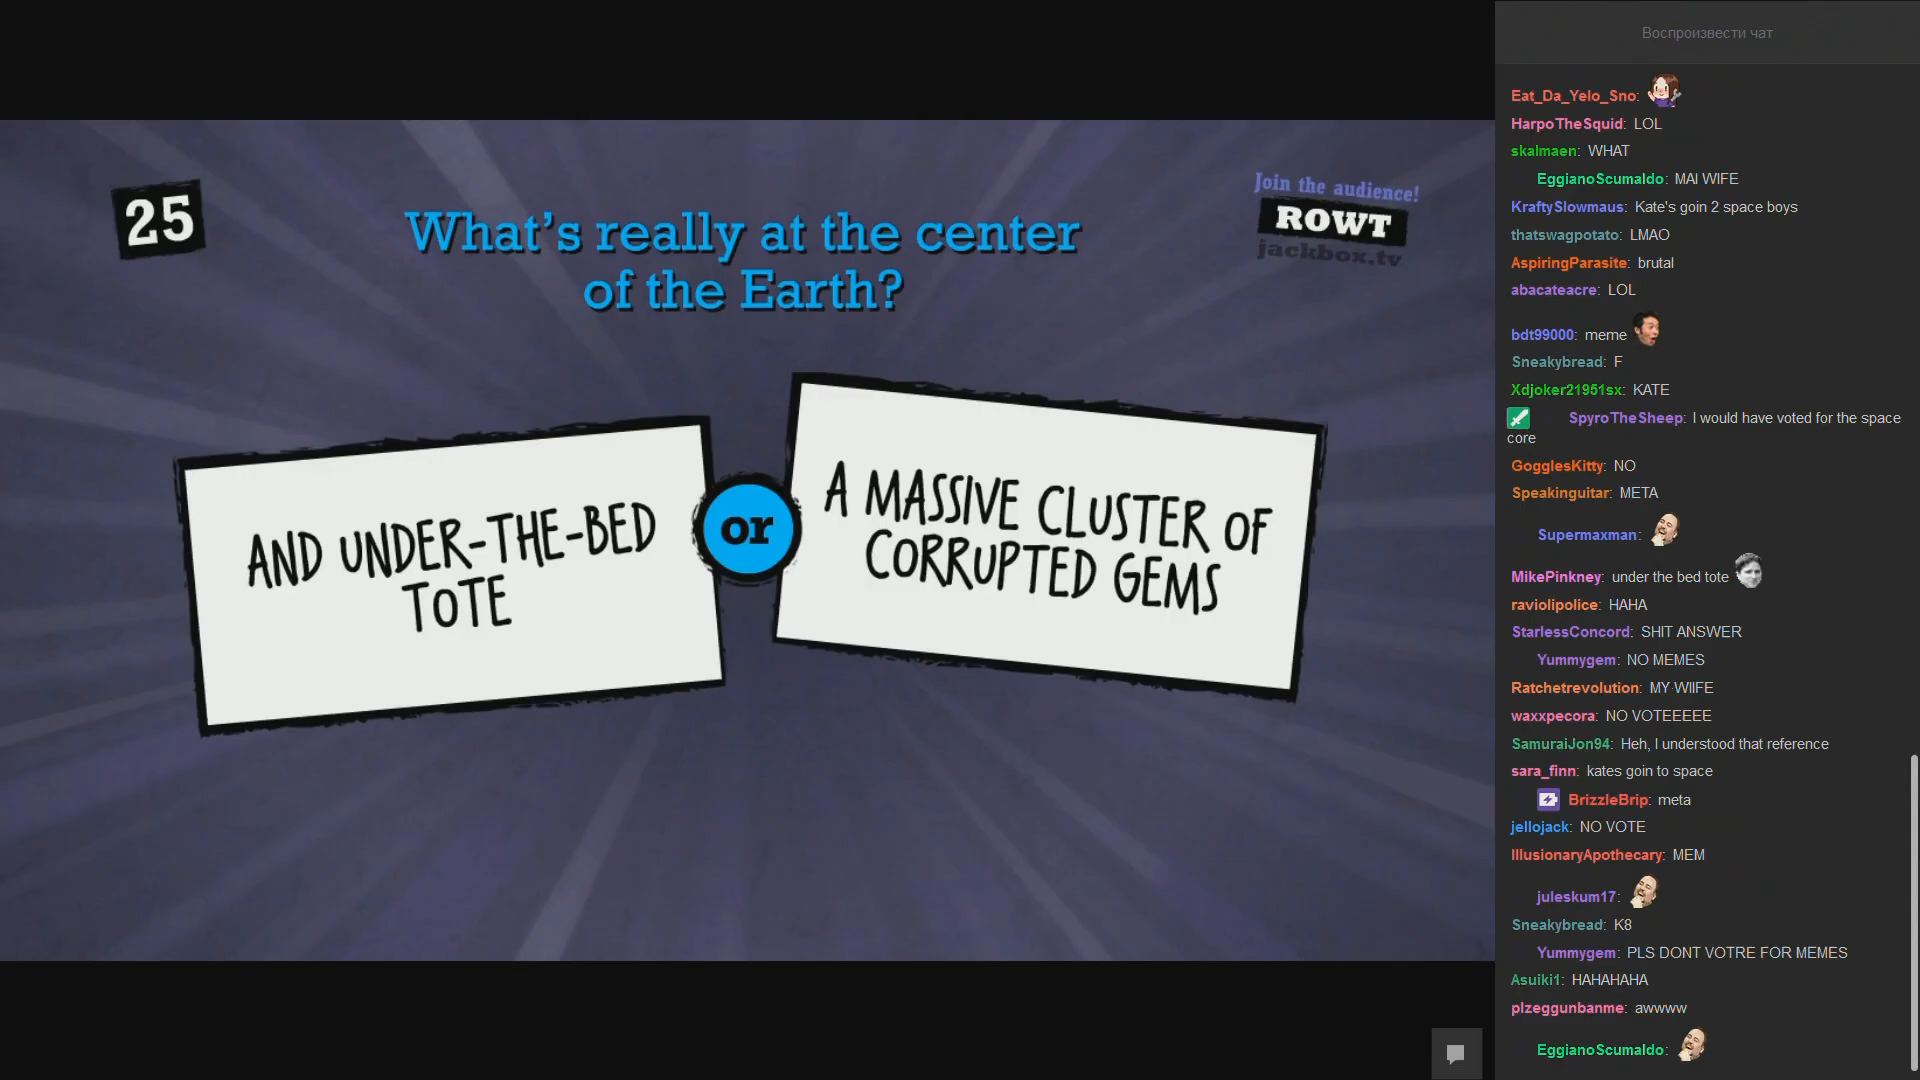 25
What's really at the center
of the Earth?
Join the audience!
ROWT
jackbox.tv
AND UNDER-THE-BED
TOTE
or
A MASSIVE CLUSTER OF
CORRUPTED GEMS
Воспроизвести чат
Eat_Da_Yelo_Sno:
HarpoTheSquid: LOL
skalmaen: WHAT
EggianoScumaldo: MAI WIFE
KraftySlowmaus: Kate's goin 2 space boys
thatswagpotato: LMAO
AspiringParasite: brutal
abacateacre: LOL
bdt99000: meme
Sneakybread: F
Xdjoker21951sx: KATE
SpyroTheSheep: I would have voted for the space
core
GogglesKitty: NO
Speakinguitar: META
Supermaxman:
MikePinkney: under the bed tote
raviolipolice: HAHA
StarlessConcord: SHIT ANSWER
Yummygem: NO MEMES
Ratchetrevolution: MY WIIFE
waxxpecora: NO VOTEEEEE
SamuraiJon94: Heh, I understood that reference
sara_finn: kates goin to space
BrizzleBrip: meta
jellojack: NO VOTE
IllusionaryApothecary: MEM
juleskum17:
Sneakybread: K8
Yummygem: PLS DONT VOTRE FOR MEMES
Asuiki1: HAHAHAHA
plzeggunbanme: awwww
EggianoScumaldo: